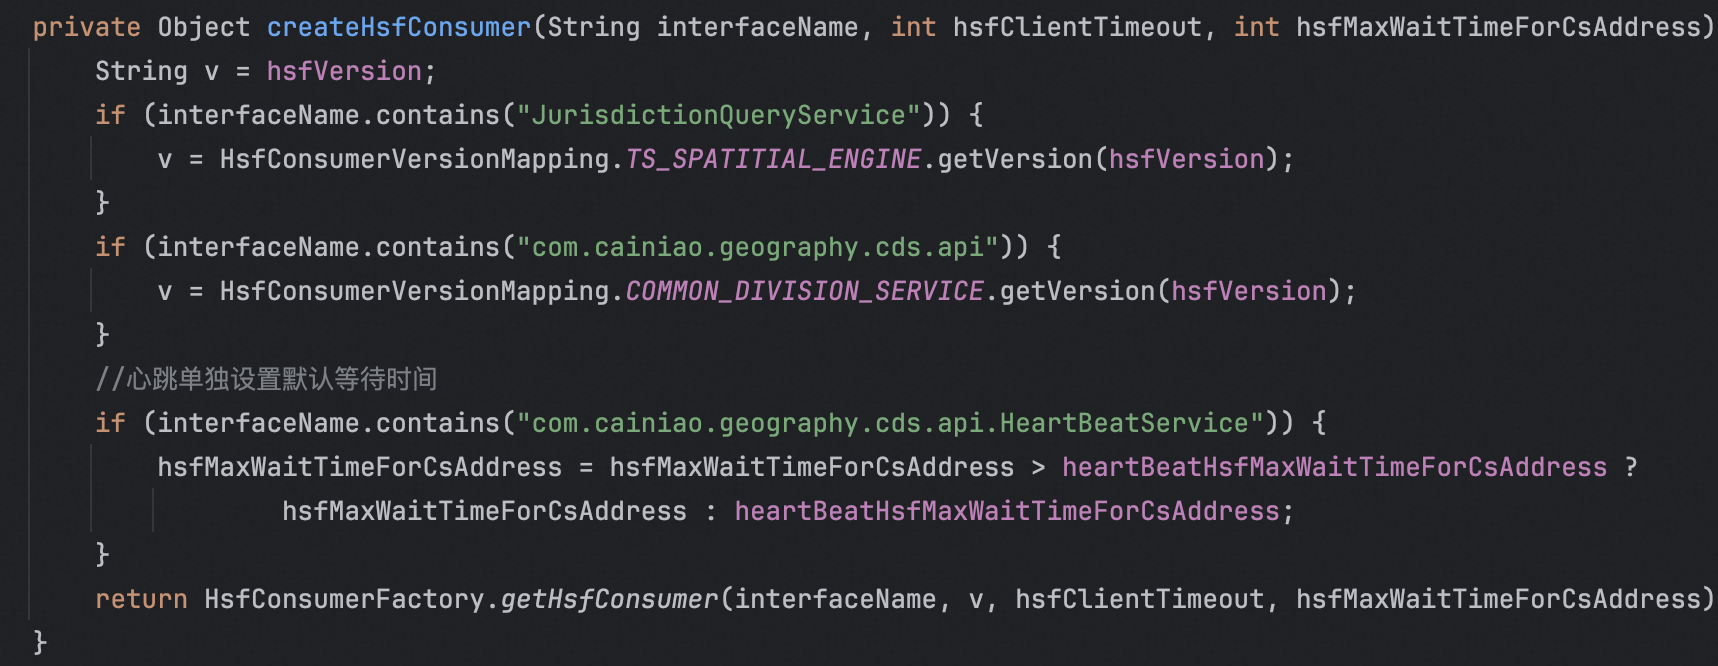 private Object createHsfConsumer(String interfaceName, int hsfClientTimeout, int hsfMaxWaitTimeForCsAddress)
String v = hsfVersion;
if (interfaceName.contains("JurisdictionQueryService")) {
v = HsfConsumerVersionMapping.TS_SPATITIAL_ENGINE.getVersion(hsfVersion);
}
if (interfaceName.contains("com.cainiao.geography.cds.api")) {
v = HsfConsumerVersionMapping.COMMON_DIVISION_SERVICE.getVersion(hsfVersion);
}
//心跳单独设置默认等待时间
if (interfaceName.contains("com.cainiao.geography.cds.api.HeartBeatService")) {
hsfMaxWaitTimeForCsAddress = hsfMaxWaitTimeForCsAddress > heartBeatHsfMaxWaitTimeForCsAddress ?
hsfMaxWaitTimeForCsAddress : heartBeatHsfMaxWaitTimeForCsAddress;
}
return HsfConsumerFactory.getHsfConsumer(interfaceName, v, hsfClientTimeout, hsfMaxWaitTimeForCsAddress)
}